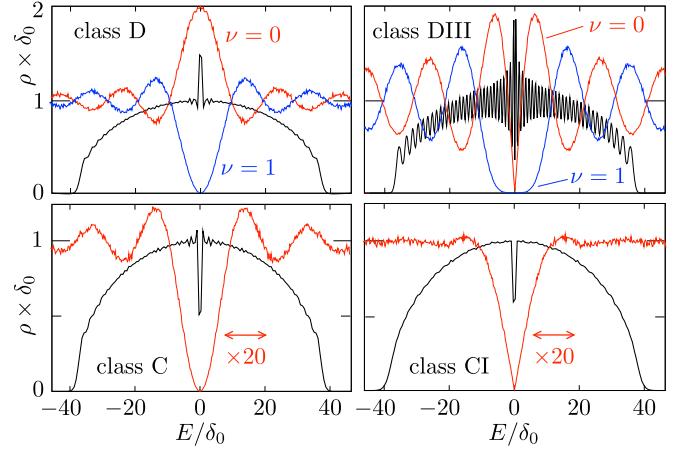 2
class D
ν = 0
class DIII
ν = 0
ρ × δ₀
1
ν = 1
ν = 1
0
1
ρ × δ₀
×20
×20
class C
class CI
0
−40 −20 0 20 40 −40 −20 0 20 40
E/δ₀ E/δ₀